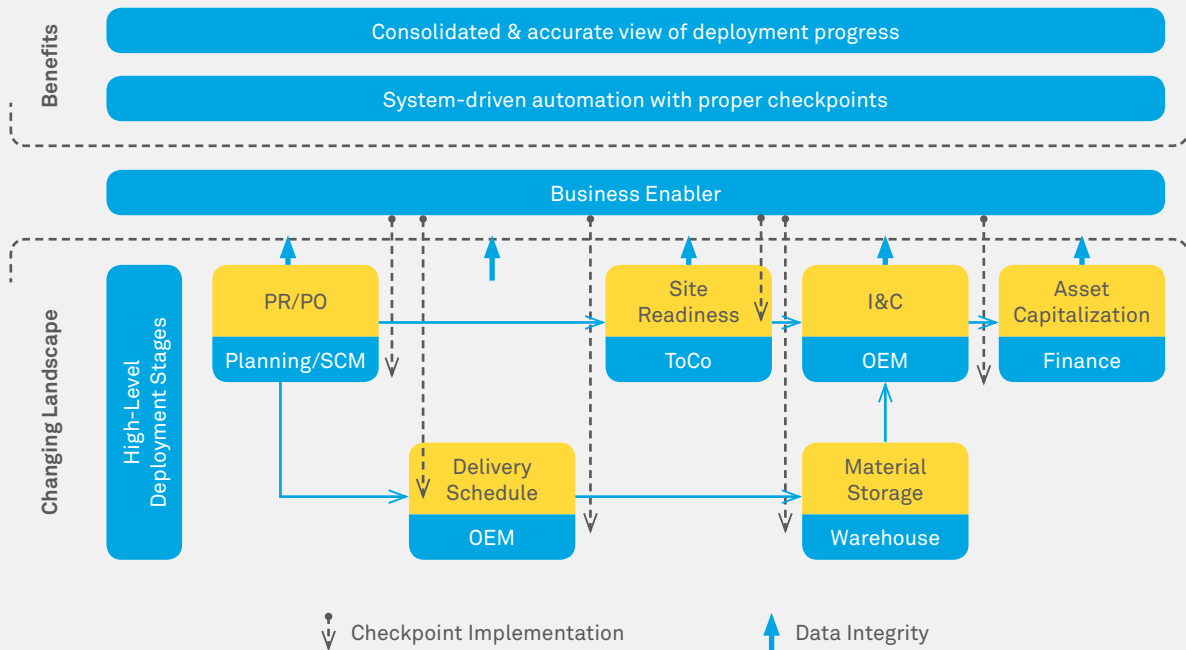 Benefits
Consolidated & accurate view of deployment progress
System-driven automation with proper checkpoints
Business Enabler
Changing Landscape
High-Level
Deployment Stages
PR/PO
Planning/SCM
Site
Readiness
ToCo
I&C
OEM
Asset
Capitalization
Finance
Delivery
Schedule
OEM
Material
Storage
Warehouse
Checkpoint Implementation
Data Integrity